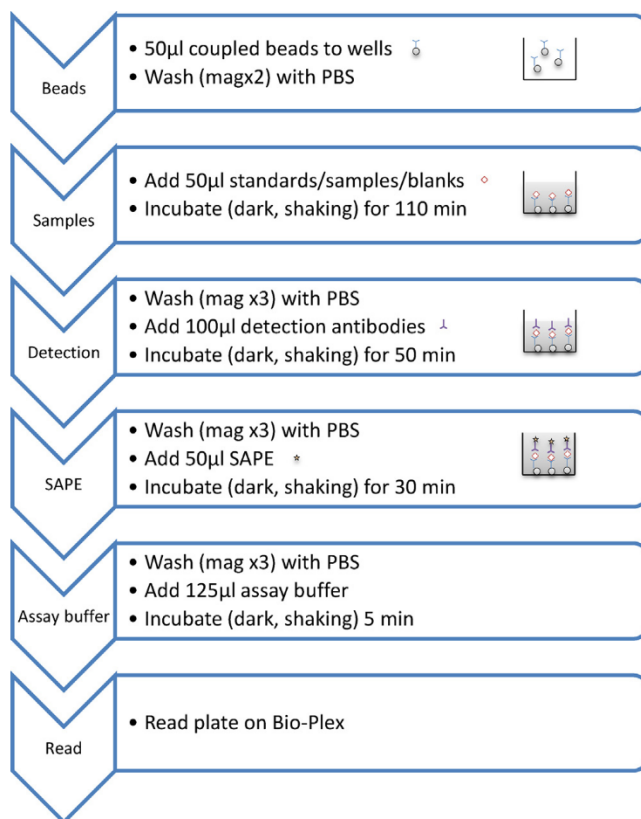 Beads
• 50µl coupled beads to wells
• Wash (magx2) with PBS
Samples
• Add 50µl standards/samples/blanks
• Incubate (dark, shaking) for 110 min
Detection
• Wash (mag x3) with PBS
• Add 100µl detection antibodies
• Incubate (dark, shaking) for 50 min
SAPE
• Wash (mag x3) with PBS
• Add 50µl SAPE
• Incubate (dark, shaking) for 30 min
Assay buffer
• Wash (mag x3) with PBS
• Add 125µl assay buffer
• Incubate (dark, shaking) 5 min
Read
• Read plate on Bio-Plex